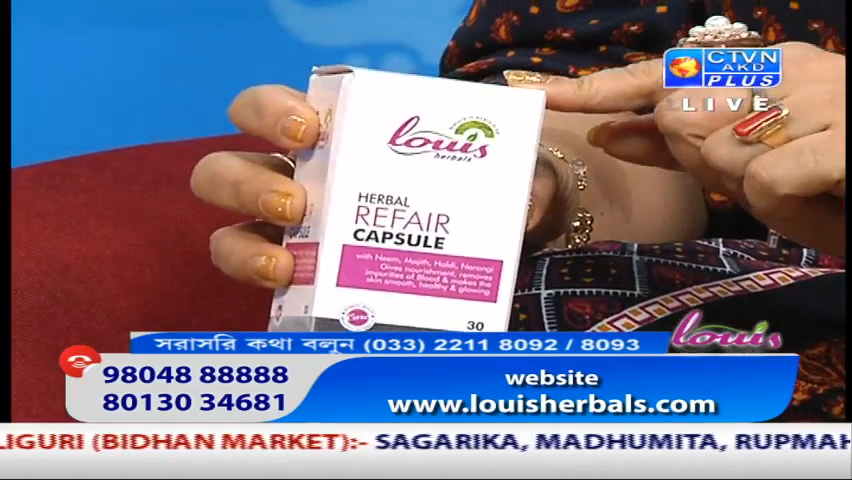 CTVN
AKD
PLUS
LIVE
Louis
herbals
HERBAL
REFAIR
CAPSULE
with Neem, Majith, Haldi, Narangi
Gives nourishment, removes
impurities of Blood & makes the
skin smooth, healthy & glowing
30
সরাসরি কথা বলুন (033) 2211 8092 / 8093
Louis
98048 88888
80130 34681
website
www.louisherbals.com
LIGURI (BIDHAN MARKET):- SAGARIKA, MADHUMITA, RUPMAH